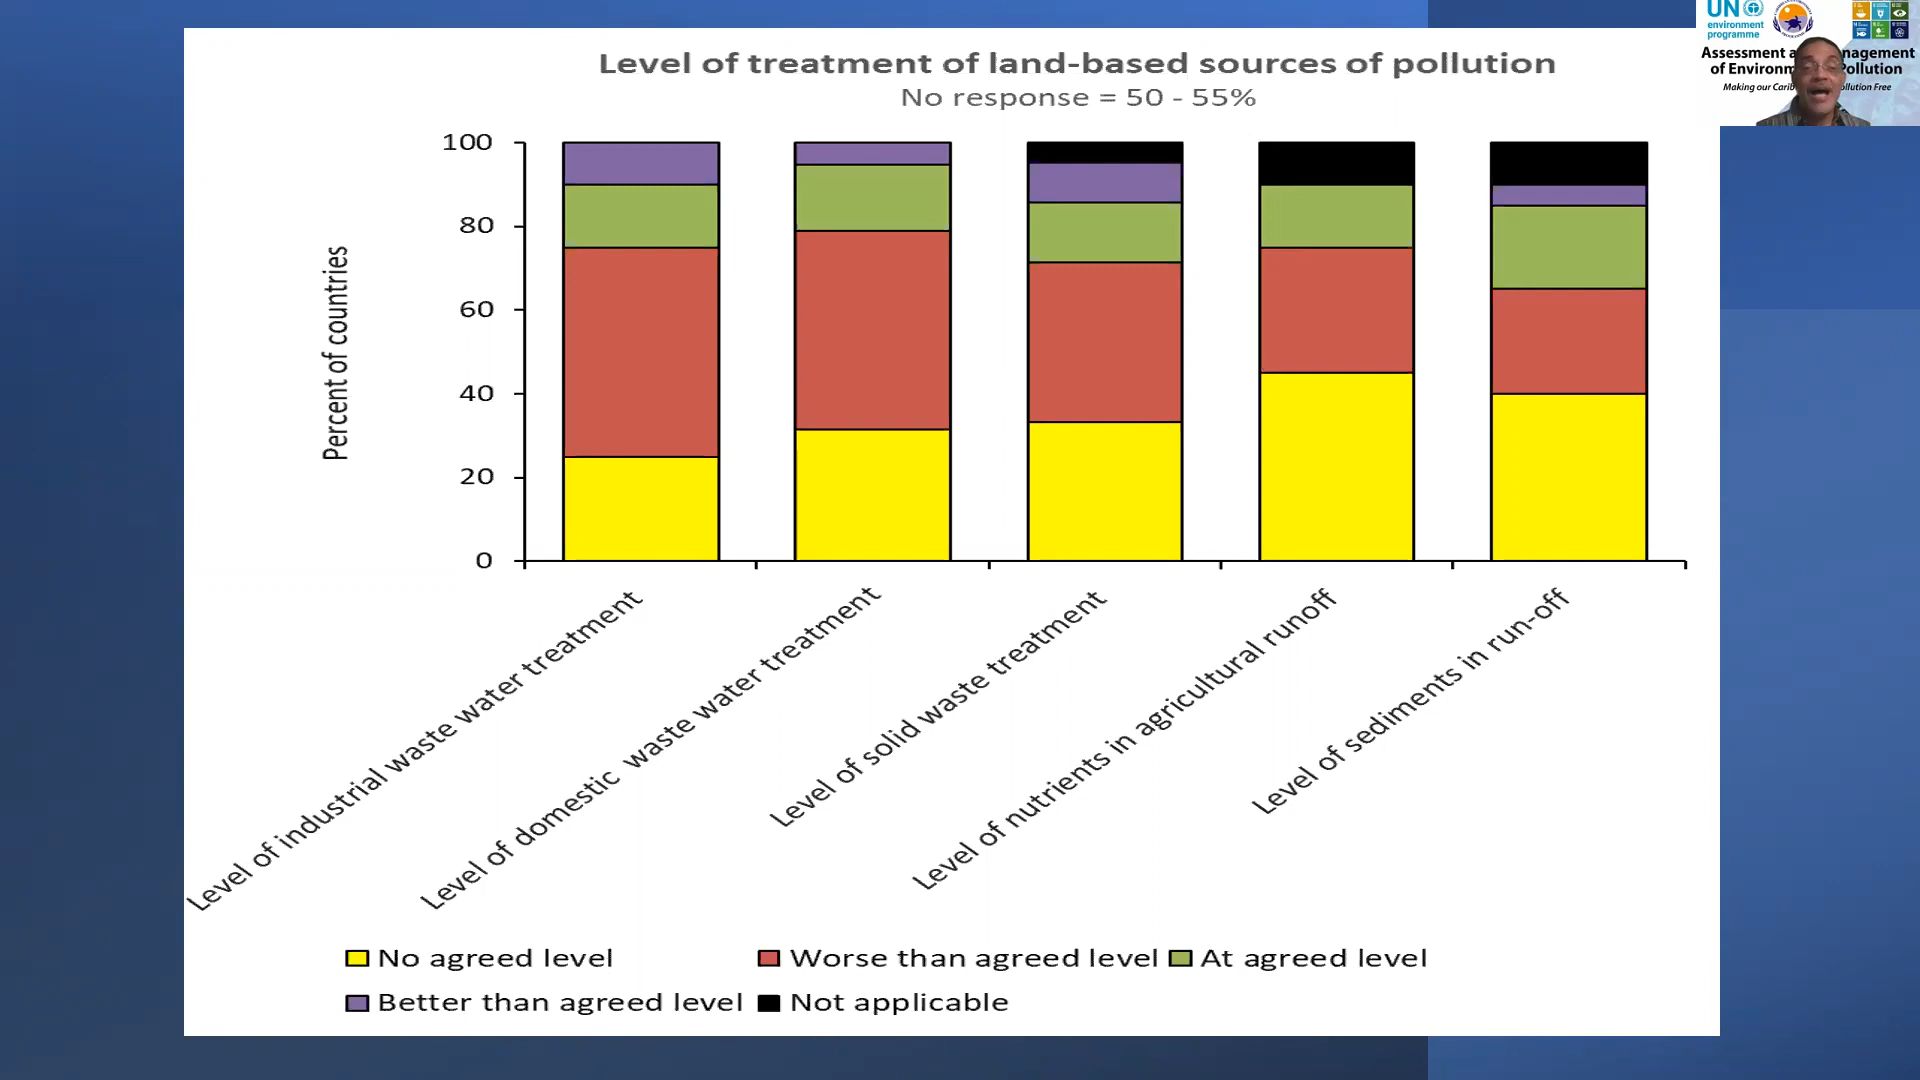 UN
environment
programme
Assessment a nagement
of Environm Pollution
Making our Carib ollution Free
Level of treatment of land-based sources of pollution
No response = 50 - 55%
Percent of countries
100
80
60
40
20
0
Level of industrial waste water treatment
Level of domestic waste water treatment
Level of solid waste treatment
Level of nutrients in agricultural runoff
Level of sediments in run-off
No agreed level
Worse than agreed level
At agreed level
Better than agreed level
Not applicable